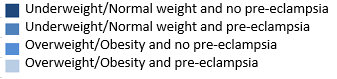 Underweight/Normal weight and no pre-eclampsia
Underweight/Normal weight and pre-eclampsia
Overweight/Obesity and no pre-eclampsia
Overweight/Obesity and pre-eclampsia